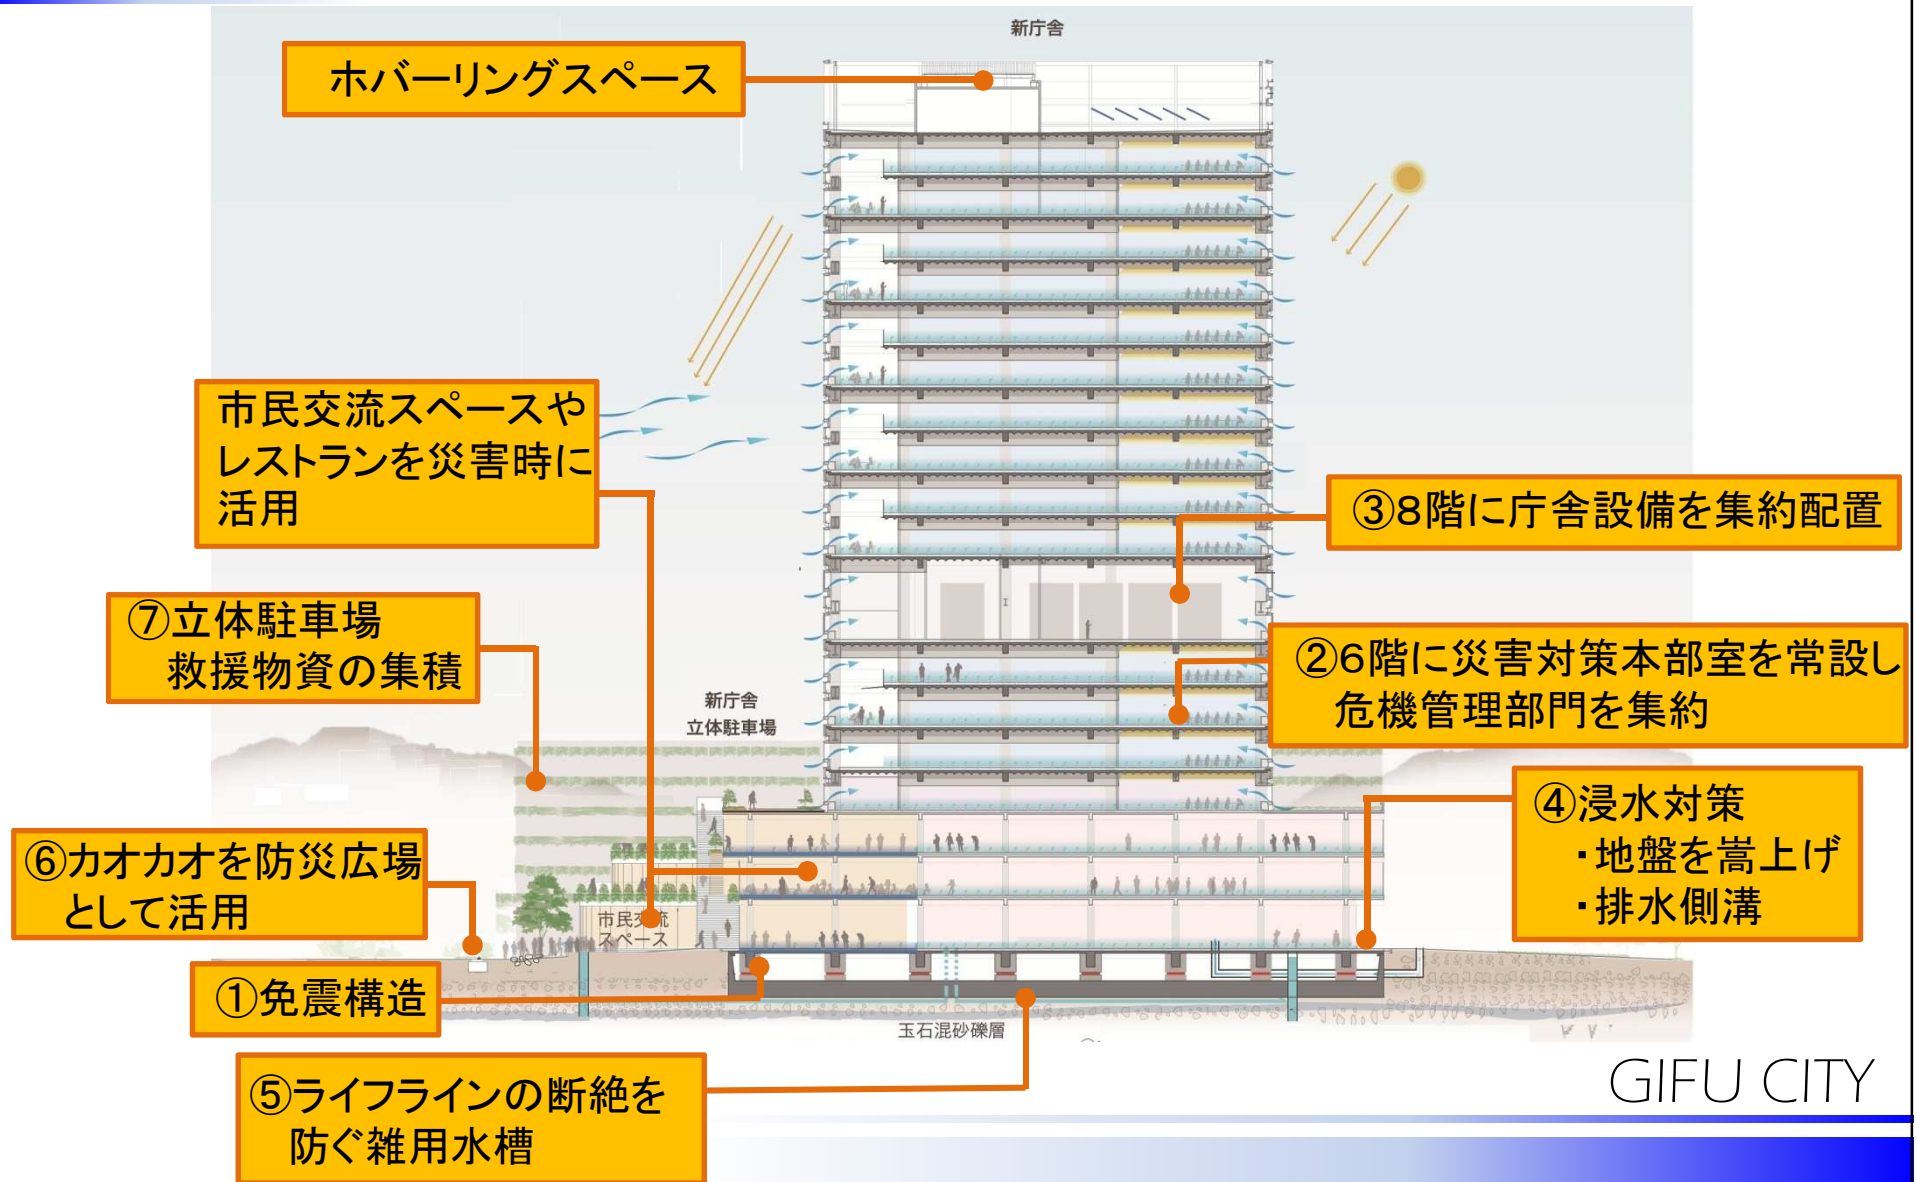 新庁舎
ホバーリングスペース
市民交流スペースや
レストランを災害時に
活用
③8階に庁舎設備を集約配置
⑦立体駐車場
救援物資の集積
②6階に災害対策本部室を常設し
危機管理部門を集約
新庁舎
立体駐車場
④浸水対策
・地盤を嵩上げ
・排水側溝
⑥カオカオを防災広場
として活用
市民交流
スペース
①免震構造
玉石混砂礫層
⑤ライフラインの断絶を
防ぐ雑用水槽
GIFU CITY